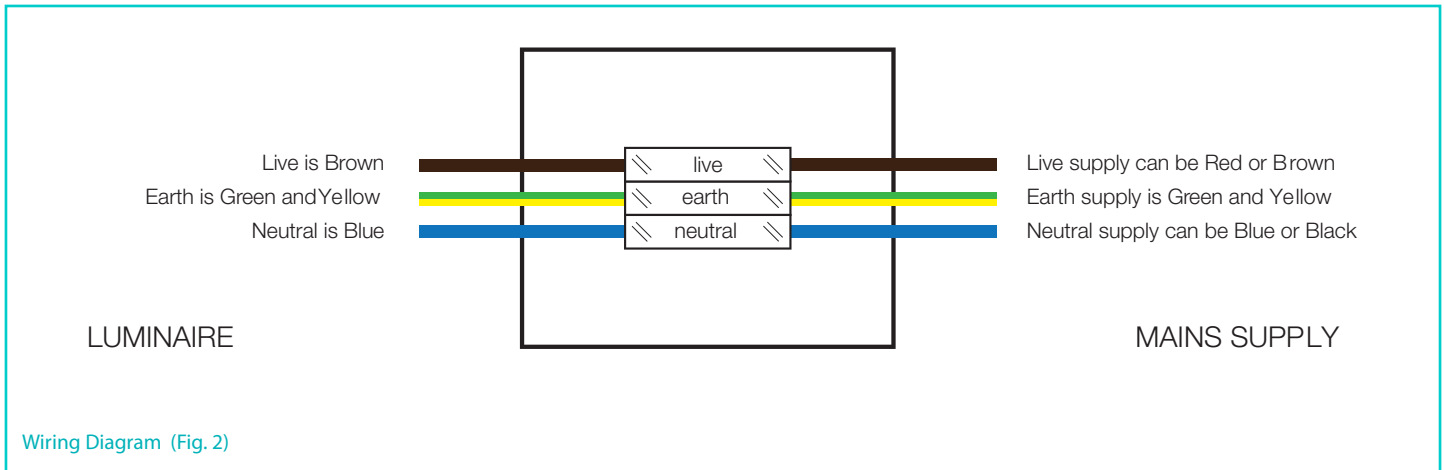 Live is Brown
live
Live supply can be Red or Brown
Earth is Green andYellow
earth
Earth supply is Green and Yellow
Neutral is Blue
neutral
Neutral supply can be Blue or Black
LUMINAIRE
MAINS SUPPLY
Wiring Diagram (Fig. 2)